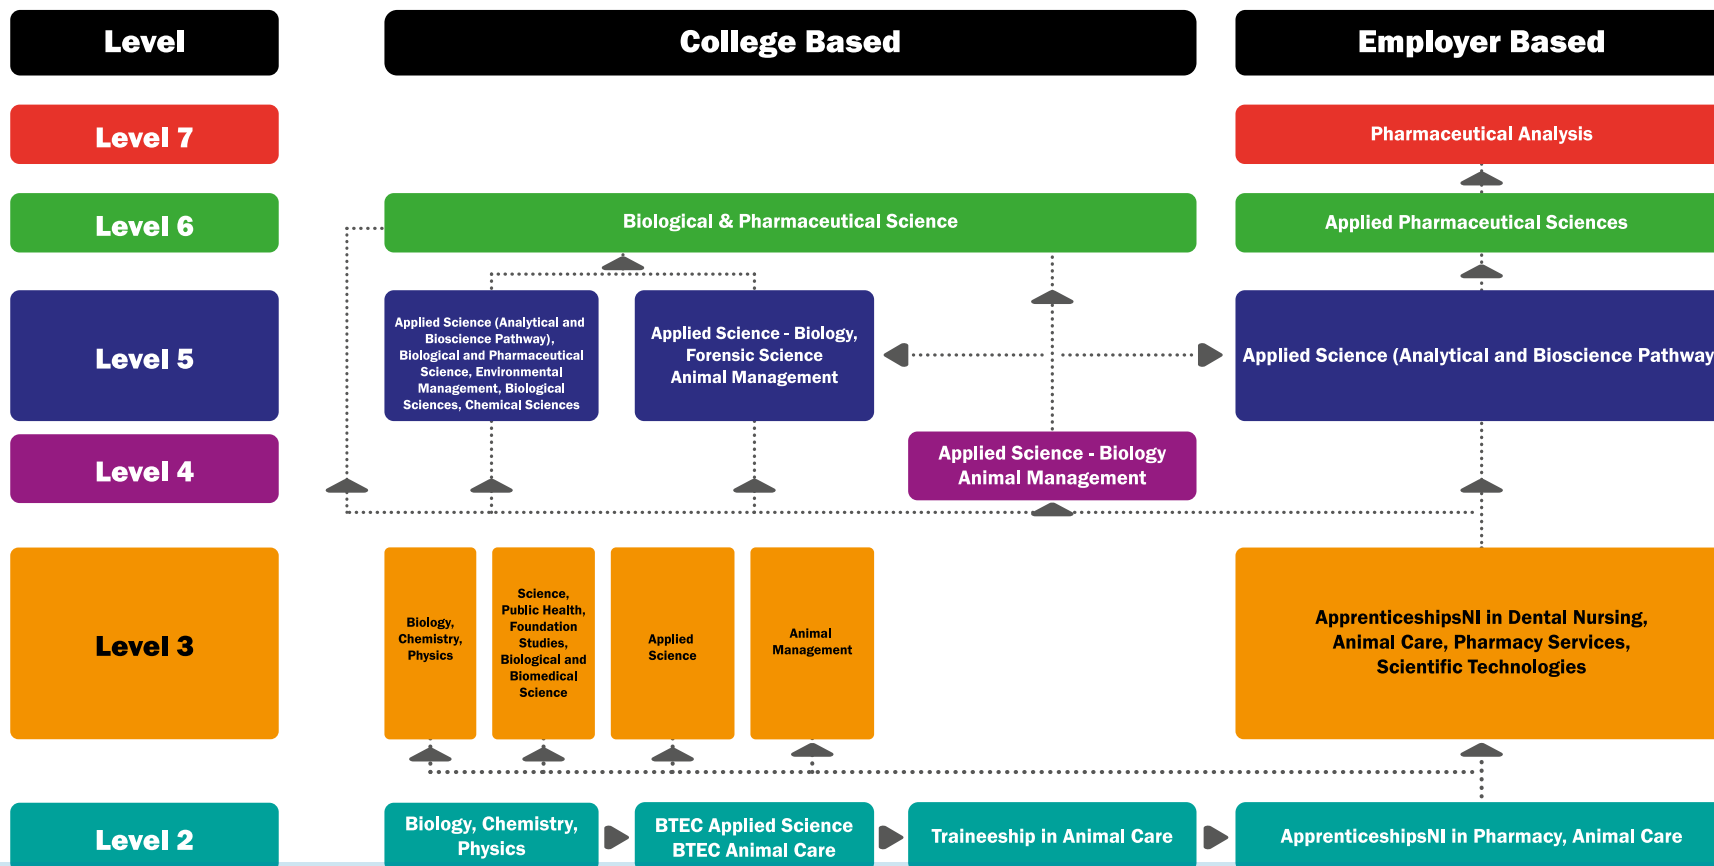 Level
College Based
Employer Based
Level 7
Pharmaceutical Analysis
Level 6
Biological & Pharmaceutical Science
Applied Pharmaceutical Sciences
Level 5
Applied Science (Analytical and
Bioscience Pathway),
Biological and Pharmaceutical
Science, Environmental
Management, Biological
Sciences, Chemical Sciences
Applied Science - Biology,
Forensic Science
Animal Management
Applied Science (Analytical and Bioscience Pathway
Level 4
Applied Science - Biology
Animal Management
Level 3
Biology,
Chemistry,
Physics
Science,
Public Health,
Foundation
Studies,
Biological and
Biomedical
Science
Applied
Science
Animal
Management
ApprenticeshipsNI in Dental Nursing,
Animal Care, Pharmacy Services,
Scientific Technologies
Level 2
Biology, Chemistry,
Physics
BTEC Applied Science
BTEC Animal Care
Traineeship in Animal Care
ApprenticeshipsNI in Pharmacy, Animal Care